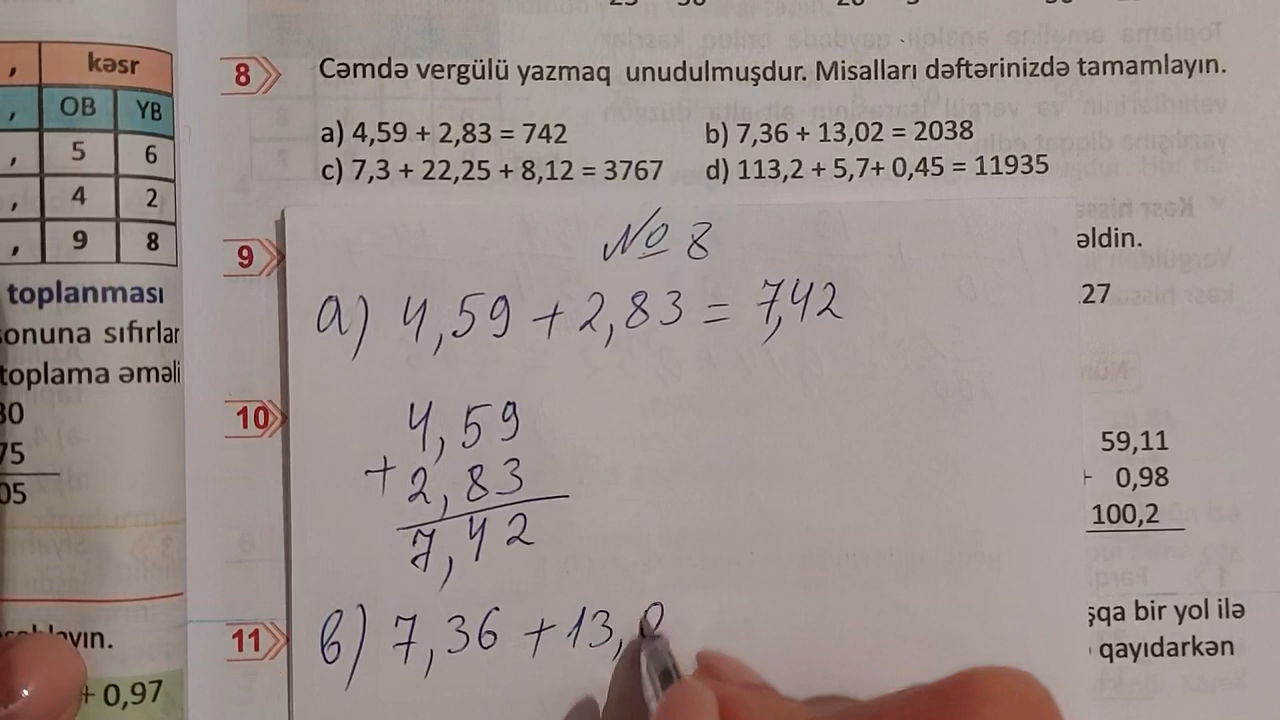 , kəsr
, OB YB
, 5 6
, 4 2
, 9 8
toplanması
sonuna sıfırlar
toplama əməli
30
75
05
+ 0,97
8 Cəmdə vergülü yazmaq unudulmuşdur. Misalları dəftərinizdə tamamlayın.
a) 4,59 + 2,83 = 742 b) 7,36 + 13,02 = 2038
c) 7,3 + 22,25 + 8,12 = 3767 d) 113,2 + 5,7+ 0,45 = 11935
9
№ 8
a) 4,59 + 2,83 = 7,42
10
4,59
+ 2,83
7,42
11
b) 7,36 + 13,0
əldin.
27
59,11
+ 0,98
100,2
şqa bir yol ilə
qayıdarkən